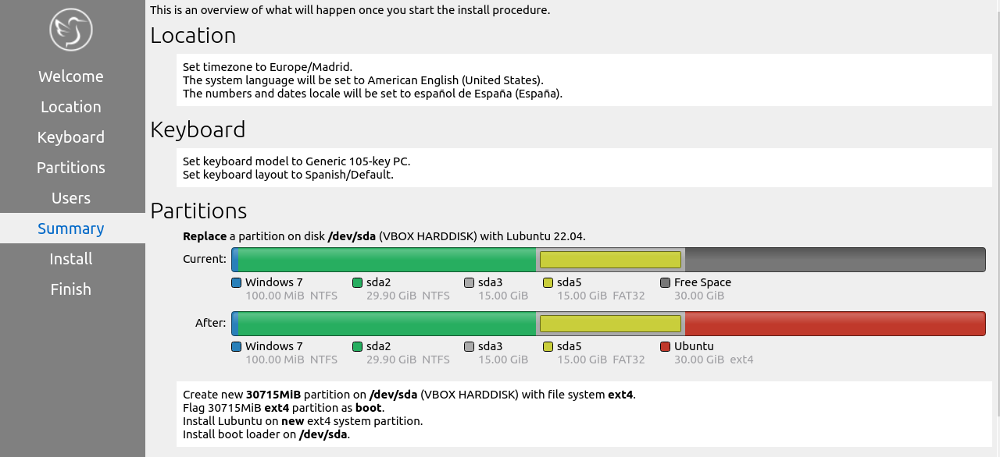 This is an overview of what will happen once you start the install procedure.
Welcome
Location
Keyboard
Partitions
Users
Summary
Install
Finish
Location
Set timezone to Europe/Madrid.
The system language will be set to American English (United States).
The numbers and dates locale will be set to español de España (España).
Keyboard
Set keyboard model to Generic 105-key PC.
Set keyboard layout to Spanish/Default.
Partitions
Replace a partition on disk /dev/sda (VBOX HARDDISK) with Lubuntu 22.04.
Current:
Windows 7 sda2 sda3 sda5 Free Space
100.00 MiB NTFS 29.90 GiB NTFS 15.00 GiB 15.00 GiB FAT32 30.00 GiB
After:
Windows 7 sda2 sda3 sda5 Ubuntu
100.00 MiB NTFS 29.90 GiB NTFS 15.00 GiB 15.00 GiB FAT32 30.00 GiB ext4
Create new 30715MiB partition on /dev/sda (VBOX HARDDISK) with file system ext4.
Flag 30715MiB ext4 partition as boot.
Install Lubuntu on new ext4 system partition.
Install boot loader on /dev/sda.